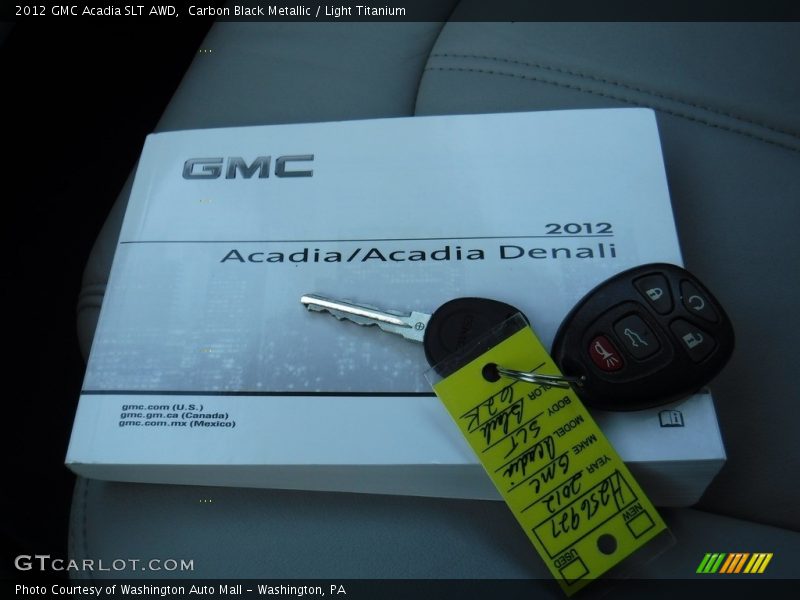 2012 GMC Acadia SLT AWD,  Carbon Black Metallic / Light Titanium
GMC
2012
Acadia/Acadia Denali
gmc.com (U.S.)
gmc.gm.ca (Canada)
gmc.com.mx (Mexico)
NEW
USED
H256927
YEAR 2012
MAKE GMC
MODEL Acadia
BODY SLT
COLOR Black
GTCARLOT.COM
Photo Courtesy of Washington Auto Mall - Washington, PA